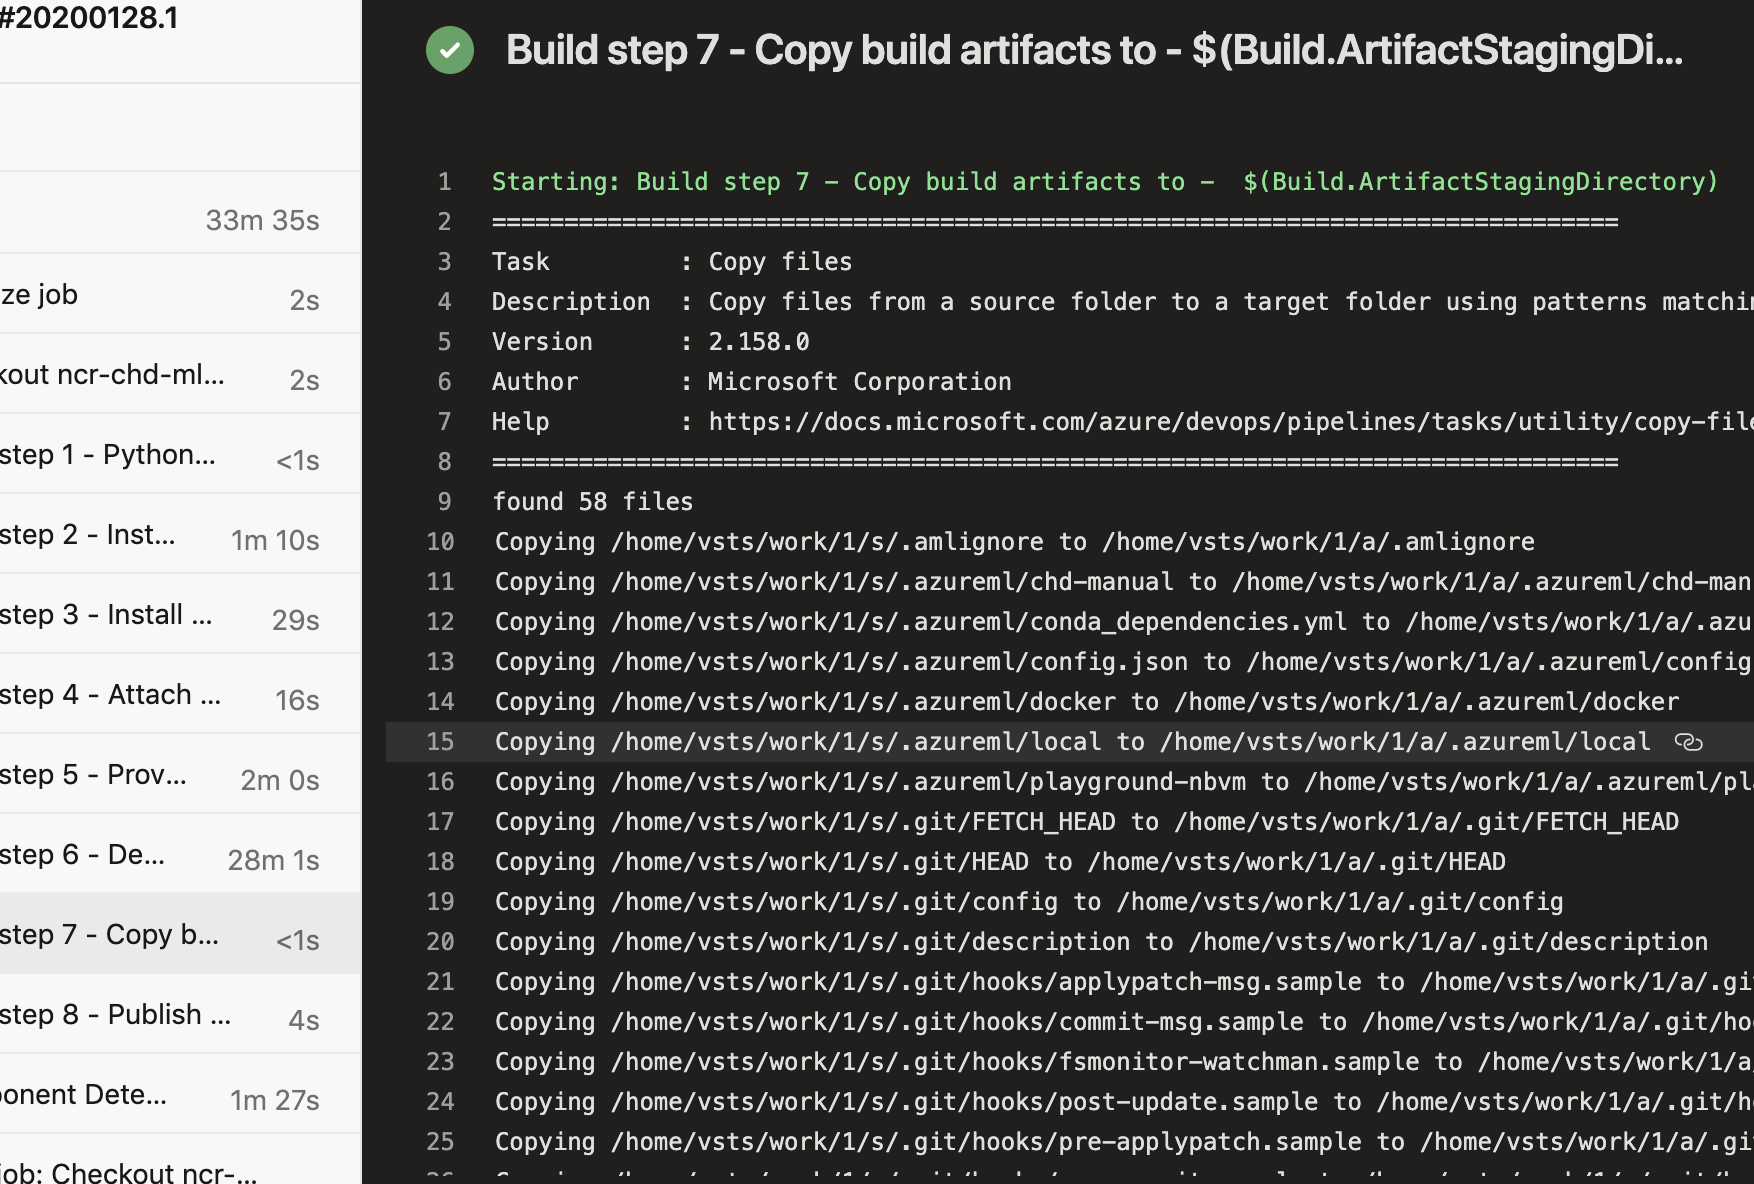 #20200128.1
33m 35s
ze job 2s
kout ncr-chd-ml... 2s
step 1 - Python... <1s
step 2 - Inst... 1m 10s
step 3 - Install ... 29s
step 4 - Attach ... 16s
step 5 - Prov... 2m 0s
step 6 - De... 28m 1s
step 7 - Copy b... <1s
step 8 - Publish ... 4s
onent Dete... 1m 27s
job: Checkout ncr-...
Build step 7 - Copy build artifacts to - $(Build.ArtifactStagingDi...
1 Starting: Build step 7 - Copy build artifacts to -  $(Build.ArtifactStagingDirectory)
2 ==============================================================================
3 Task         : Copy files
4 Description  : Copy files from a source folder to a target folder using patterns matchin
5 Version      : 2.158.0
6 Author       : Microsoft Corporation
7 Help         : https://docs.microsoft.com/azure/devops/pipelines/tasks/utility/copy-file
8 ==============================================================================
9 found 58 files
10 Copying /home/vsts/work/1/s/.amlignore to /home/vsts/work/1/a/.amlignore
11 Copying /home/vsts/work/1/s/.azureml/chd-manual to /home/vsts/work/1/a/.azureml/chd-man
12 Copying /home/vsts/work/1/s/.azureml/conda_dependencies.yml to /home/vsts/work/1/a/.azu
13 Copying /home/vsts/work/1/s/.azureml/config.json to /home/vsts/work/1/a/.azureml/config
14 Copying /home/vsts/work/1/s/.azureml/docker to /home/vsts/work/1/a/.azureml/docker
15 Copying /home/vsts/work/1/s/.azureml/local to /home/vsts/work/1/a/.azureml/local
16 Copying /home/vsts/work/1/s/.azureml/playground-nbvm to /home/vsts/work/1/a/.azureml/pla
17 Copying /home/vsts/work/1/s/.git/FETCH_HEAD to /home/vsts/work/1/a/.git/FETCH_HEAD
18 Copying /home/vsts/work/1/s/.git/HEAD to /home/vsts/work/1/a/.git/HEAD
19 Copying /home/vsts/work/1/s/.git/config to /home/vsts/work/1/a/.git/config
20 Copying /home/vsts/work/1/s/.git/description to /home/vsts/work/1/a/.git/description
21 Copying /home/vsts/work/1/s/.git/hooks/applypatch-msg.sample to /home/vsts/work/1/a/.git
22 Copying /home/vsts/work/1/s/.git/hooks/commit-msg.sample to /home/vsts/work/1/a/.git/hoo
23 Copying /home/vsts/work/1/s/.git/hooks/fsmonitor-watchman.sample to /home/vsts/work/1/a/
24 Copying /home/vsts/work/1/s/.git/hooks/post-update.sample to /home/vsts/work/1/a/.git/h
25 Copying /home/vsts/work/1/s/.git/hooks/pre-applypatch.sample to /home/vsts/work/1/a/.git